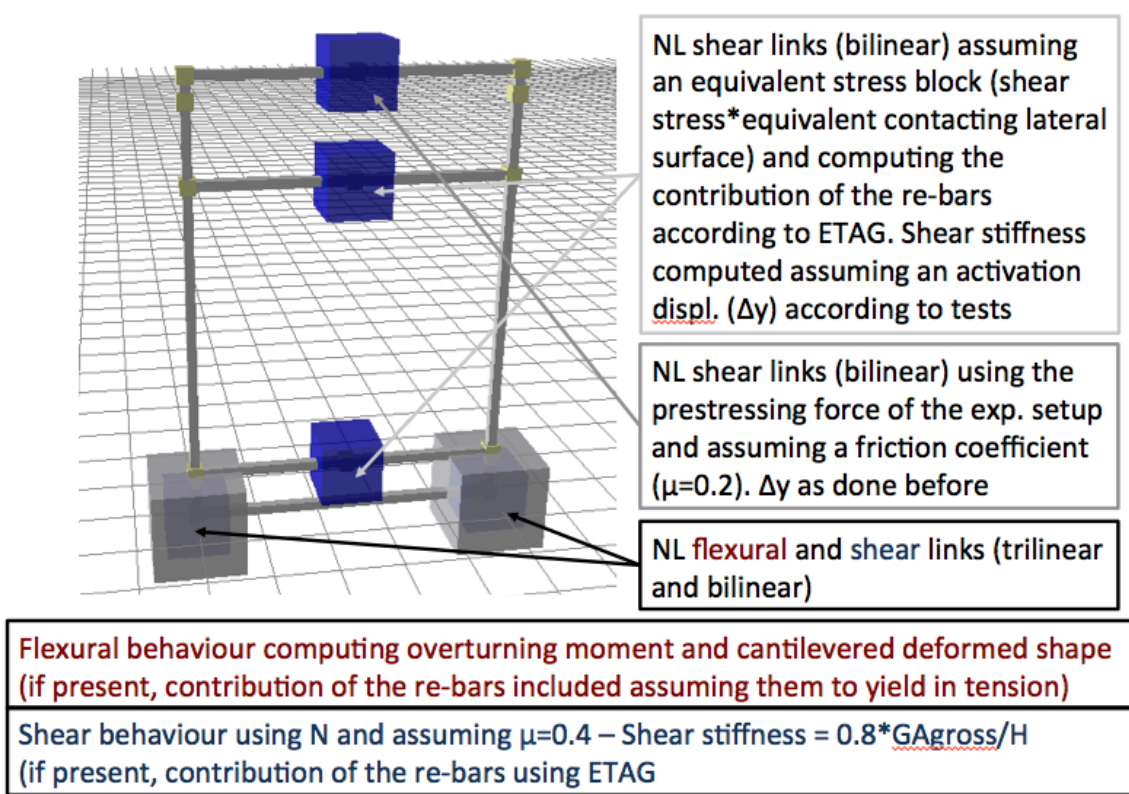 NL shear links (bilinear) assuming
an equivalent stress block (shear
stress*equivalent contacting lateral
surface) and computing the
contribution of the re-bars
according to ETAG. Shear stiffness
computed assuming an activation
displ. (Δy) according to tests
NL shear links (bilinear) using the
prestressing force of the exp. setup
and assuming a friction coefficient
(μ=0.2). Δy as done before
NL flexural and shear links (trilinear
and bilinear)
Flexural behaviour computing overturning moment and cantilevered deformed shape
(if present, contribution of the re-bars included assuming them to yield in tension)
Shear behaviour using N and assuming μ=0.4 – Shear stiffness = 0.8*GAgross/H
(if present, contribution of the re-bars using ETAG